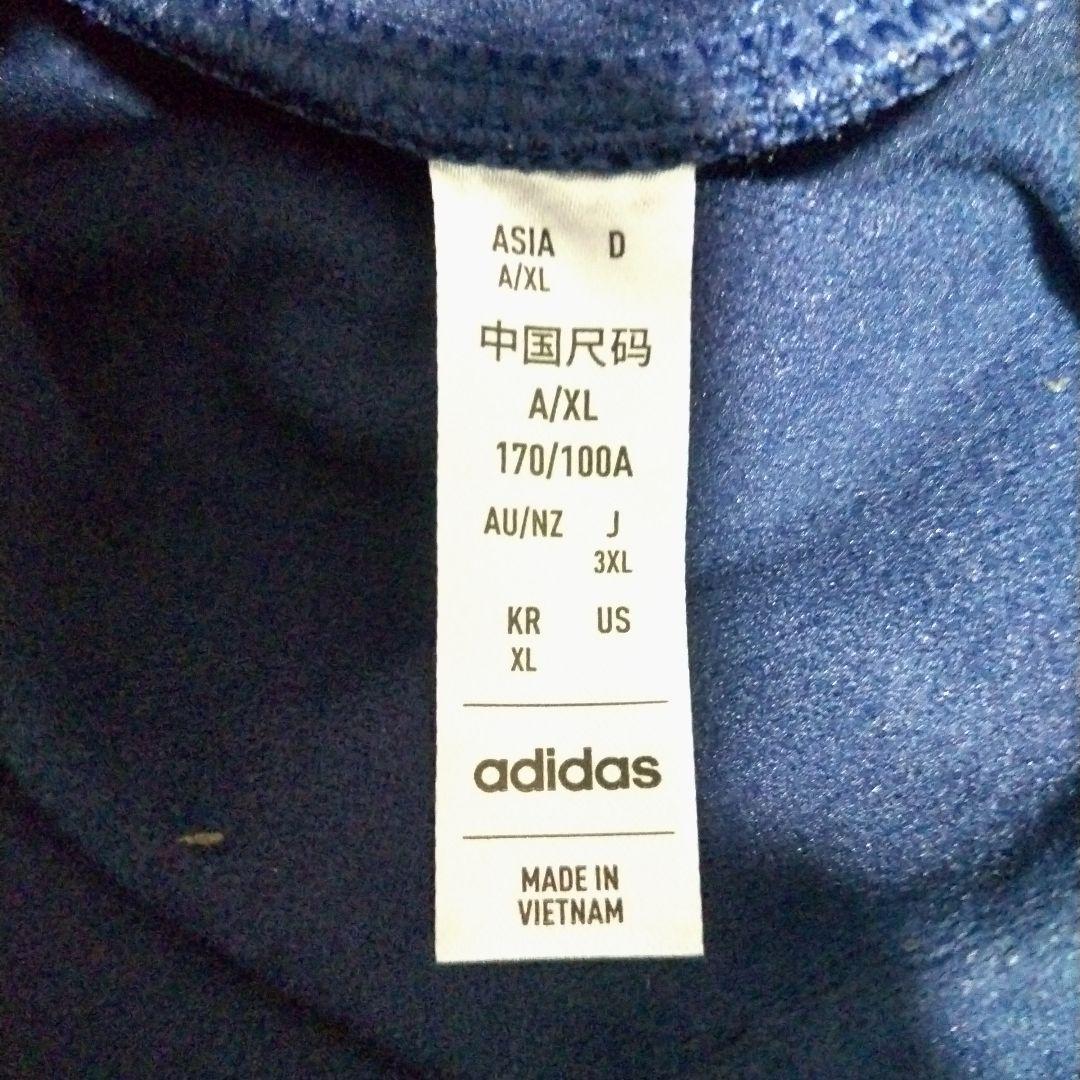 ASIA D
A/XL
中国尺码
A/XL
170/100A
AU/NZ J
3XL
KR US
XL
adidas
MADE IN
VIETNAM